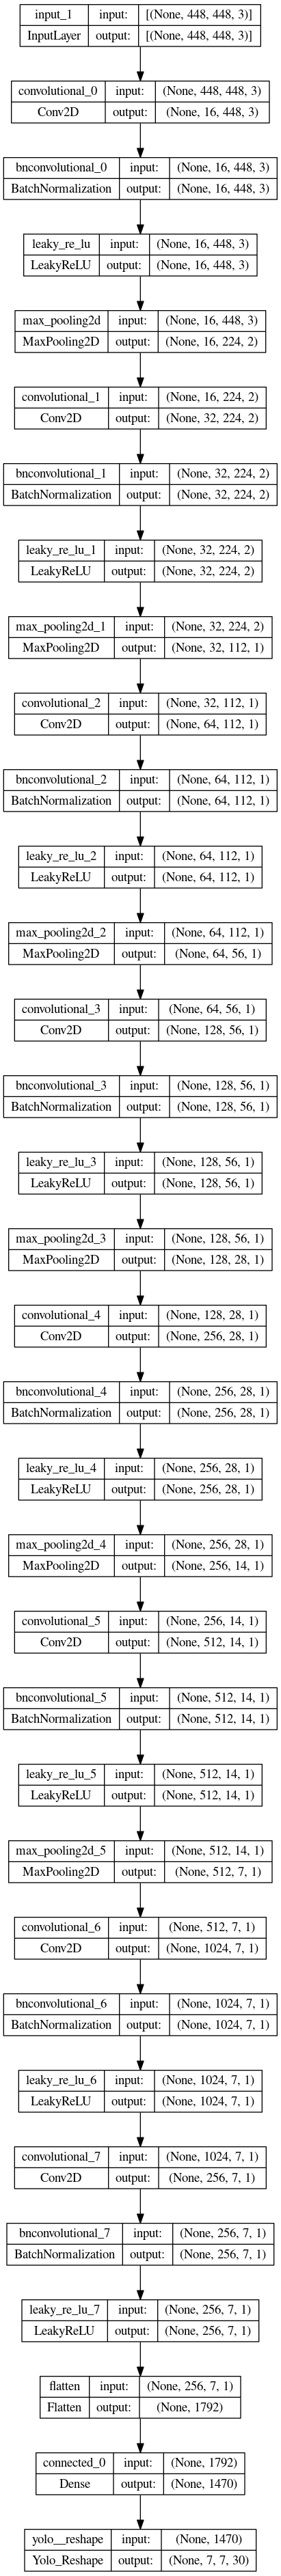 input_1 input: [(None, 448, 448, 3)]
InputLayer output: [(None, 448, 448, 3)]
convolutional_0 input: (None, 448, 448, 3)
Conv2D output: (None, 16, 448, 3)
bnconvolutional_0 input: (None, 16, 448, 3)
BatchNormalization output: (None, 16, 448, 3)
leaky_re_lu input: (None, 16, 448, 3)
LeakyReLU output: (None, 16, 448, 3)
max_pooling2d input: (None, 16, 448, 3)
MaxPooling2D output: (None, 16, 224, 2)
convolutional_1 input: (None, 16, 224, 2)
Conv2D output: (None, 32, 224, 2)
bnconvolutional_1 input: (None, 32, 224, 2)
BatchNormalization output: (None, 32, 224, 2)
leaky_re_lu_1 input: (None, 32, 224, 2)
LeakyReLU output: (None, 32, 224, 2)
max_pooling2d_1 input: (None, 32, 224, 2)
MaxPooling2D output: (None, 32, 112, 1)
convolutional_2 input: (None, 32, 112, 1)
Conv2D output: (None, 64, 112, 1)
bnconvolutional_2 input: (None, 64, 112, 1)
BatchNormalization output: (None, 64, 112, 1)
leaky_re_lu_2 input: (None, 64, 112, 1)
LeakyReLU output: (None, 64, 112, 1)
max_pooling2d_2 input: (None, 64, 112, 1)
MaxPooling2D output: (None, 64, 56, 1)
convolutional_3 input: (None, 64, 56, 1)
Conv2D output: (None, 128, 56, 1)
bnconvolutional_3 input: (None, 128, 56, 1)
BatchNormalization output: (None, 128, 56, 1)
leaky_re_lu_3 input: (None, 128, 56, 1)
LeakyReLU output: (None, 128, 56, 1)
max_pooling2d_3 input: (None, 128, 56, 1)
MaxPooling2D output: (None, 128, 28, 1)
convolutional_4 input: (None, 128, 28, 1)
Conv2D output: (None, 256, 28, 1)
bnconvolutional_4 input: (None, 256, 28, 1)
BatchNormalization output: (None, 256, 28, 1)
leaky_re_lu_4 input: (None, 256, 28, 1)
LeakyReLU output: (None, 256, 28, 1)
max_pooling2d_4 input: (None, 256, 28, 1)
MaxPooling2D output: (None, 256, 14, 1)
convolutional_5 input: (None, 256, 14, 1)
Conv2D output: (None, 512, 14, 1)
bnconvolutional_5 input: (None, 512, 14, 1)
BatchNormalization output: (None, 512, 14, 1)
leaky_re_lu_5 input: (None, 512, 14, 1)
LeakyReLU output: (None, 512, 14, 1)
max_pooling2d_5 input: (None, 512, 14, 1)
MaxPooling2D output: (None, 512, 7, 1)
convolutional_6 input: (None, 512, 7, 1)
Conv2D output: (None, 1024, 7, 1)
bnconvolutional_6 input: (None, 1024, 7, 1)
BatchNormalization output: (None, 1024, 7, 1)
leaky_re_lu_6 input: (None, 1024, 7, 1)
LeakyReLU output: (None, 1024, 7, 1)
convolutional_7 input: (None, 1024, 7, 1)
Conv2D output: (None, 256, 7, 1)
bnconvolutional_7 input: (None, 256, 7, 1)
BatchNormalization output: (None, 256, 7, 1)
leaky_re_lu_7 input: (None, 256, 7, 1)
LeakyReLU output: (None, 256, 7, 1)
flatten input: (None, 256, 7, 1)
Flatten output: (None, 1792)
connected_0 input: (None, 1792)
Dense output: (None, 1470)
yolo__reshape input: (None, 1470)
Yolo_Reshape output: (None, 7, 7, 30)